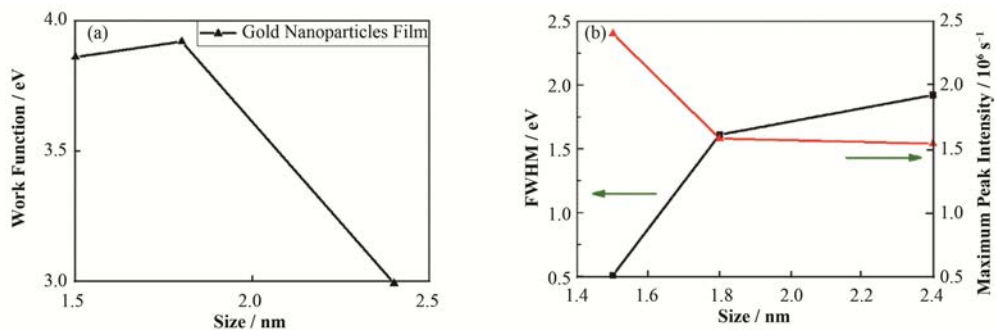 (a)
Gold Nanoparticles Film
4.0
3.5
3.0
Work Function / eV
1.5
2.0
2.5
Size / nm
(b)
2.5
2.0
1.5
1.0
0.5
FWHM / eV
1.4
1.6
1.8
2.0
2.2
2.4
Size / nm
2.5
2.0
1.5
1.0
0.5
Maximum Peak Intensity / 10⁶ s⁻¹